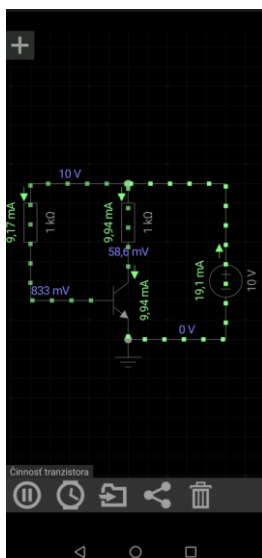 +
10 V
9,17 mA
1 kΩ
9,94 mA
1 kΩ
58,6 mV
833 mV
9,94 mA
19,1 mA
10 V
0 V
Činnosť tranzistora